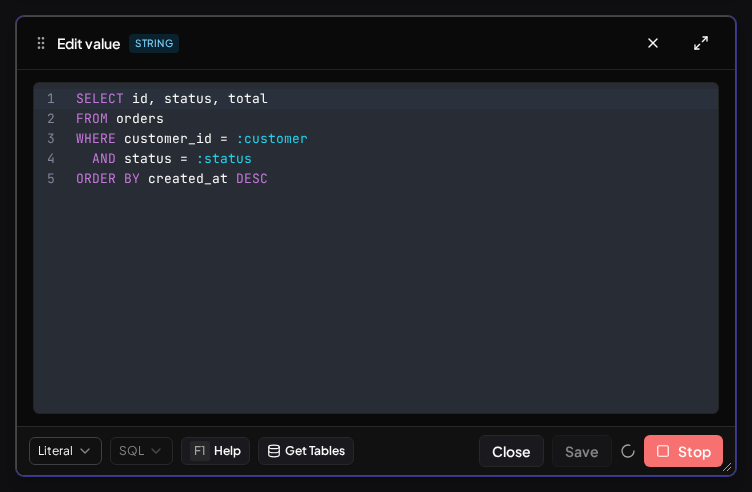 Edit value STRING
1 SELECT id, status, total
2 FROM orders
3 WHERE customer_id = :customer
4   AND status = :status
5 ORDER BY created_at DESC
Literal SQL F1 Help Get Tables Close Save Stop